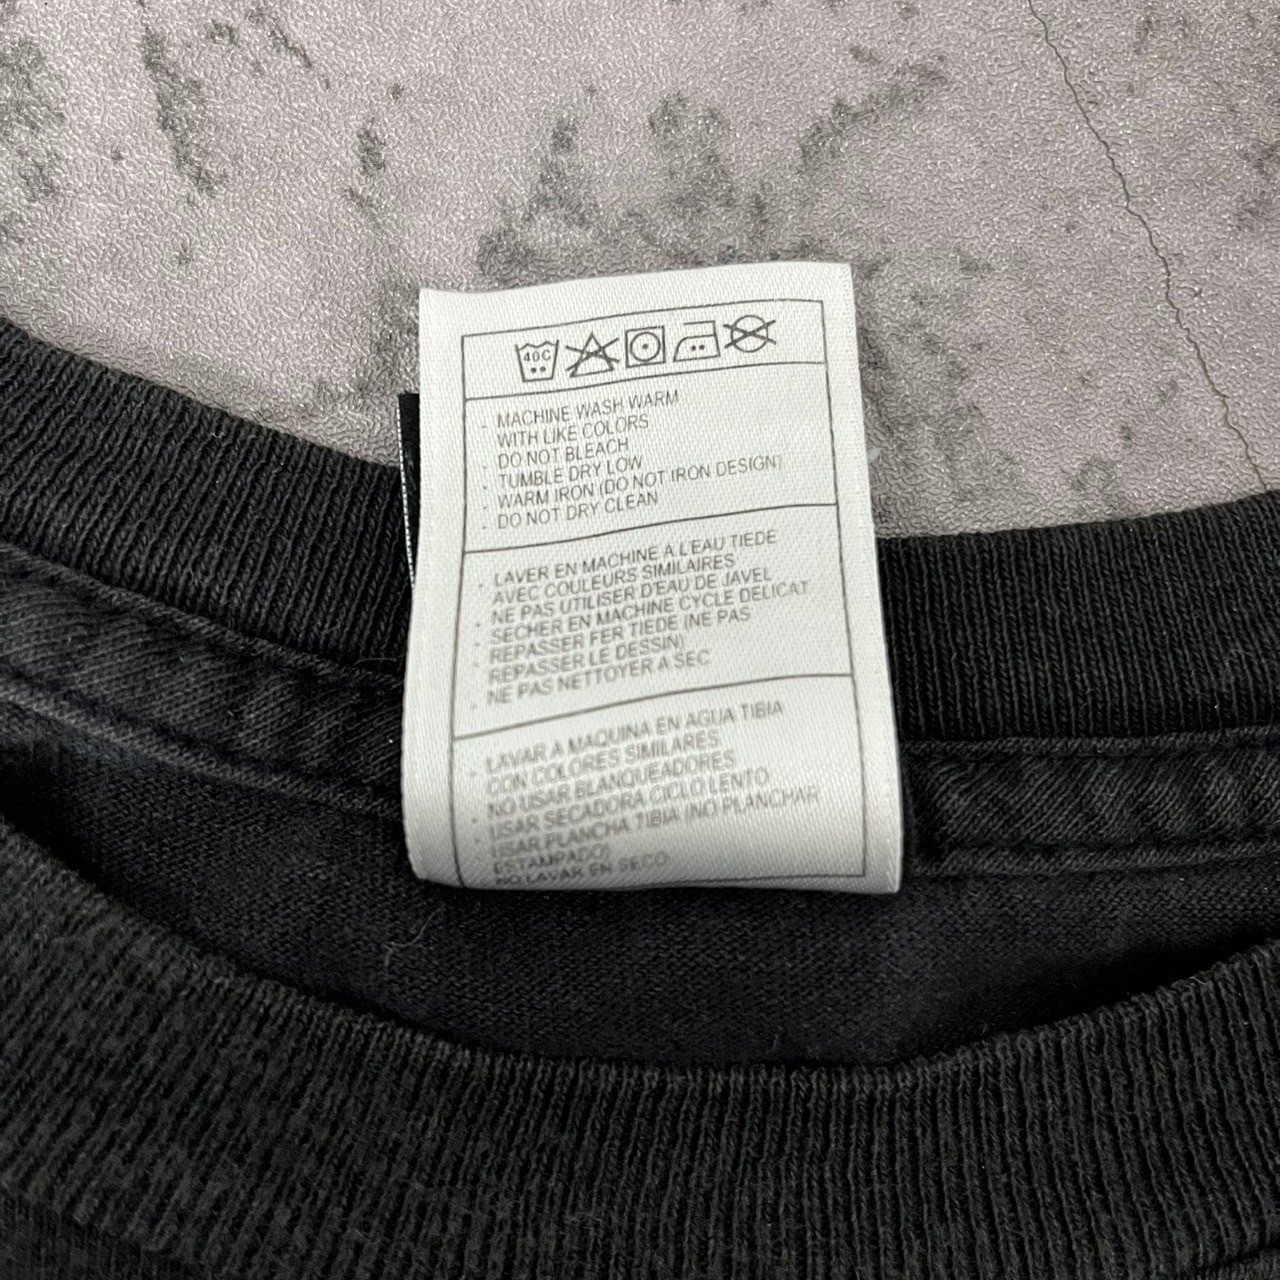 40C
- MACHINE WASH WARM
WITH LIKE COLORS
- DO NOT BLEACH
- TUMBLE DRY LOW
- WARM IRON (DO NOT IRON DESIGN)
- DO NOT DRY CLEAN
- LAVER EN MACHINE A L'EAU TIEDE
AVEC COULEURS SIMILAIRES
- NE PAS UTILISER D'EAU DE JAVEL
- SECHER EN MACHINE CYCLE DELICAT
- REPASSER FER TIEDE (NE PAS
REPASSER LE DESSIN)
- NE PAS NETTOYER A SEC
- LAVAR A MAQUINA EN AGUA TIBIA
CON COLORES SIMILARES
- NO USAR BLANQUEADORES
- USAR SECADORA CICLO LENTO
- USAR PLANCHA TIBIA (NO PLANCHAR
ESTAMPADO)
- NO LAVAR EN SECO